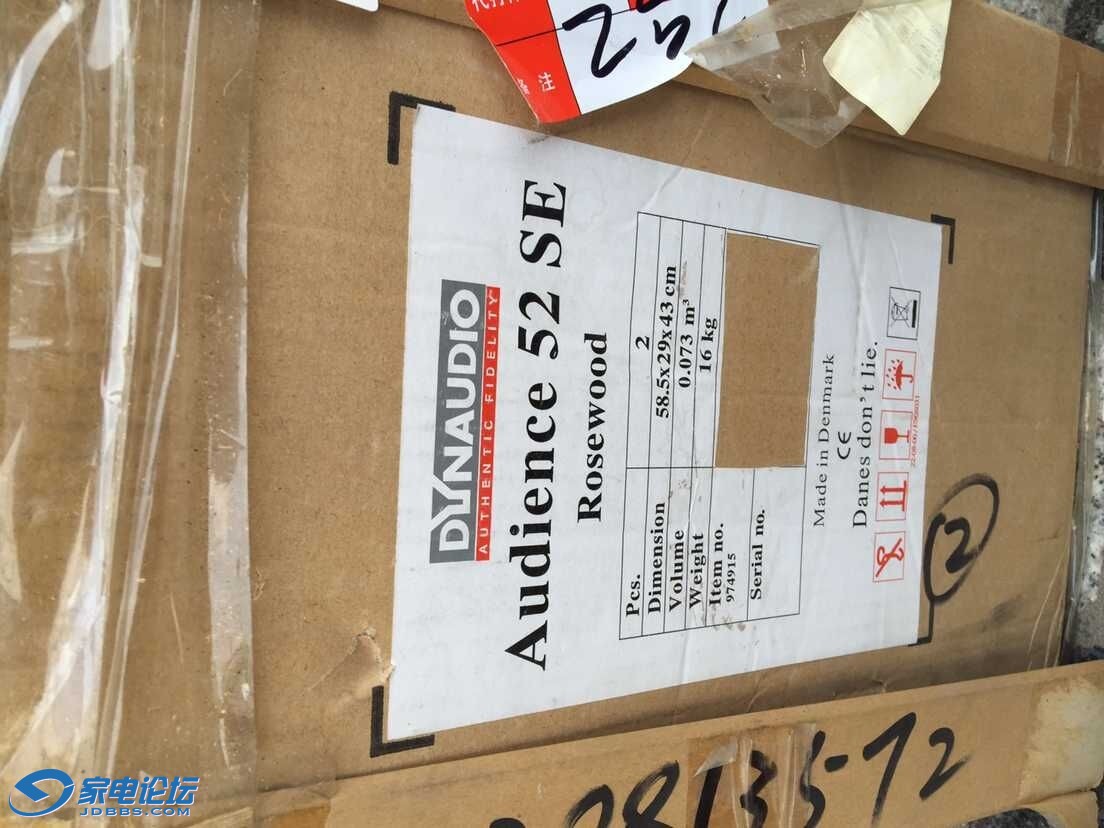 DYNAUDIO
AUTHENTIC FIDELITY
Audience 52 SE
Rosewood
Pcs. 2
Dimension 58.5x29x43 cm
Volume 0.073 m³
Weight 16 kg
Item no.
974915
Serial no.
Made in Denmark
CE
Danes don't lie.
2
注
家电论坛
JDBBS.COM